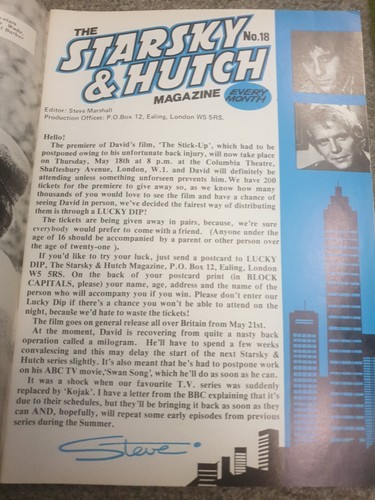 THE
STARSKY
No.18
& HUTCH
MAGAZINE
EVERY
MONTH
Editor: Steve Marshall
Production Offices: P.O.Box 12, Ealing, London W5 5RS.
Hello!
The premiere of David's film, 'The Stick-Up', which had to be
postponed owing to his unfortunate back injury, will now take place
on Thursday, May 18th at 8 p.m. at the Columbia Theatre,
Shaftesbury Avenue, London, W.1. and David will definitely be
attending unless something unforseen prevents him. We have 200
tickets for the premiere to give away so, as we know how many
thousands of you would love to see the film and have a chance of
seeing David in person, we've decided the fairest way of distributing
them is through a LUCKY DIP!
The tickets are being given away in pairs, because, we're sure
everybody would prefer to come with a friend. (Anyone under the
age of 16 should be accompanied by a parent or other person over
the age of twenty-one ).
If you'd like to try your luck, just send a postcard to LUCKY
DIP, The Starsky & Hutch Magazine, P.O. Box 12, Ealing, London
W5 5RS. On the back of your postcard print (in BLOCK
CAPITALS, please) your name, age, address and the name of the
person who will accompany you if you win. Please don't enter our
Lucky Dip if there's a chance you won't be able to attend on the
night, because we'd hate to waste the tickets!
The film goes on general release all over Britain from May 21st.
At the moment, David is recovering from quite a nasty back
operation called a milogram. He'll have to spend a few weeks
convalescing and this may delay the start of the next Starsky &
Hutch series slightly. It's also meant that he's had to postpone work
on his ABC TV movie,'Swan Song', which he'll do as soon as he can.
It was a shock when our favourite T.V. series was suddenly
replaced by 'Kojak'. I have a letter from the BBC explaining that it's
due to their schedules, but they'll be bringing it back as soon as they
can AND, hopefully, will repeat some early episodes from previous
series during the Summer.
Steve